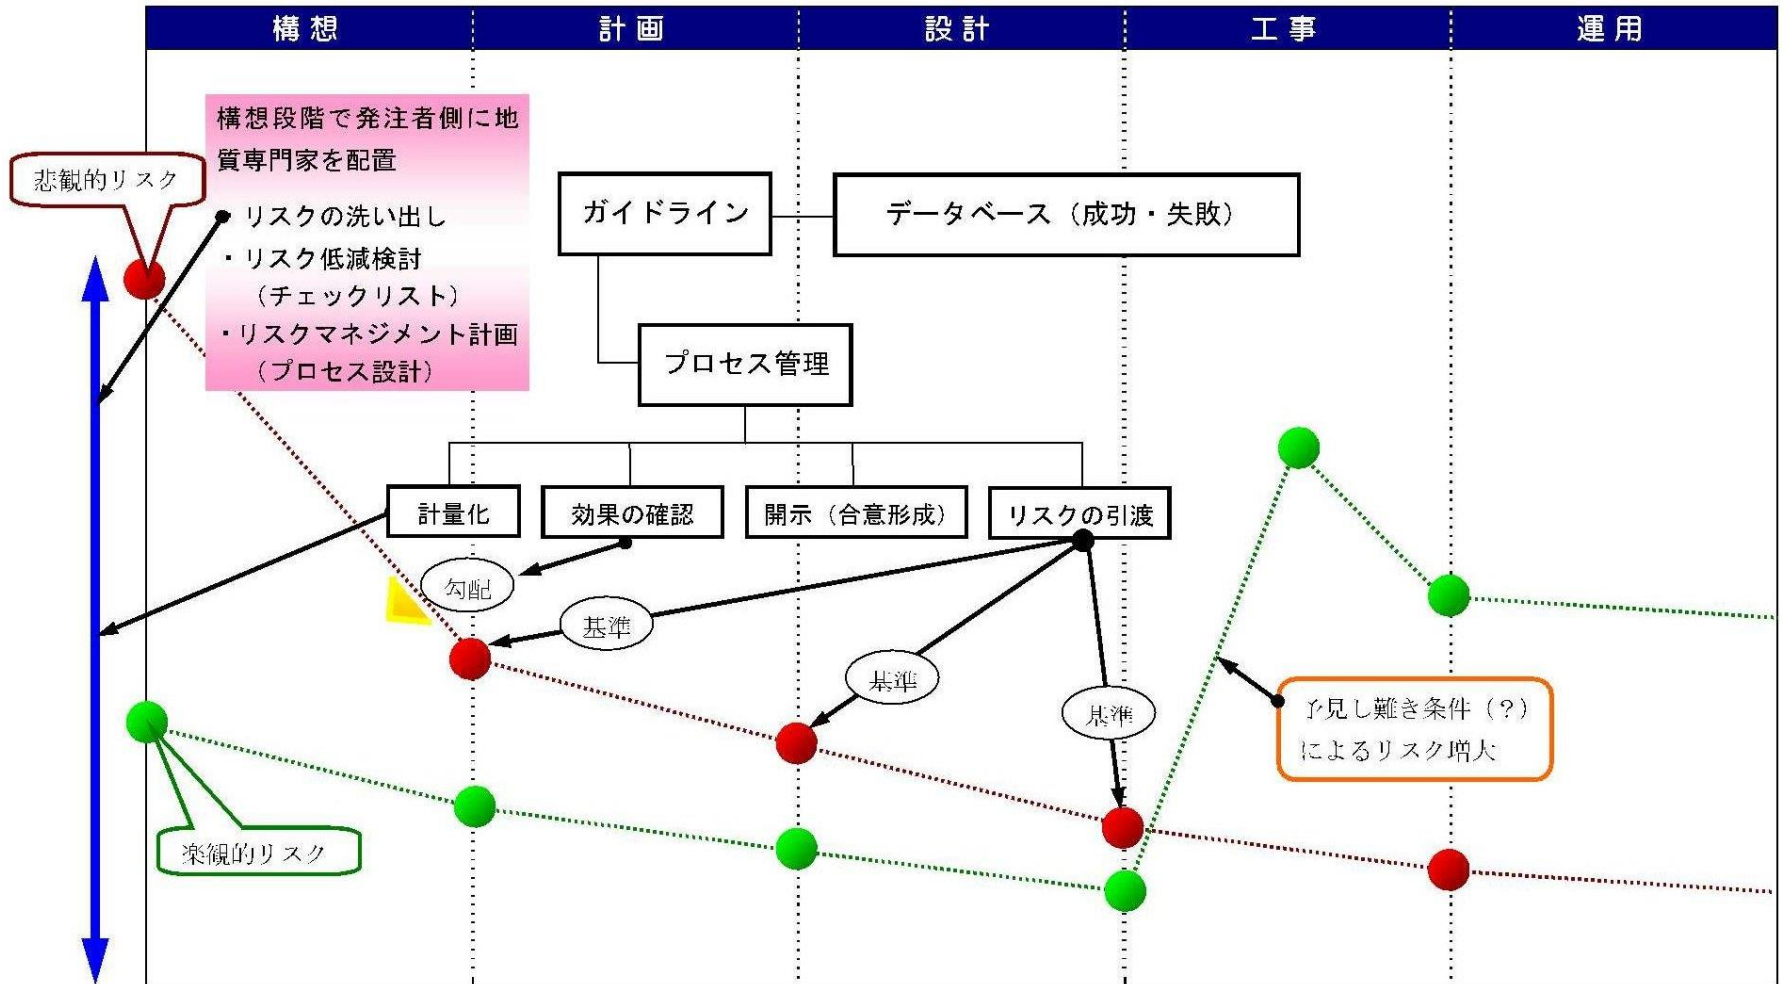 構想
計画
設計
工事
運用
構想段階で発注者側に地
質専門家を配置
・リスクの洗い出し
・リスク低減検討
（チェックリスト）
・リスクマネジメント計画
（プロセス設計）
悲観的リスク
ガイドライン
データベース（成功・失敗）
プロセス管理
計量化
効果の確認
開示（合意形成）
リスクの引渡
勾配
基準
基準
基準
予見し難き条件（？）
によるリスク増大
楽観的リスク